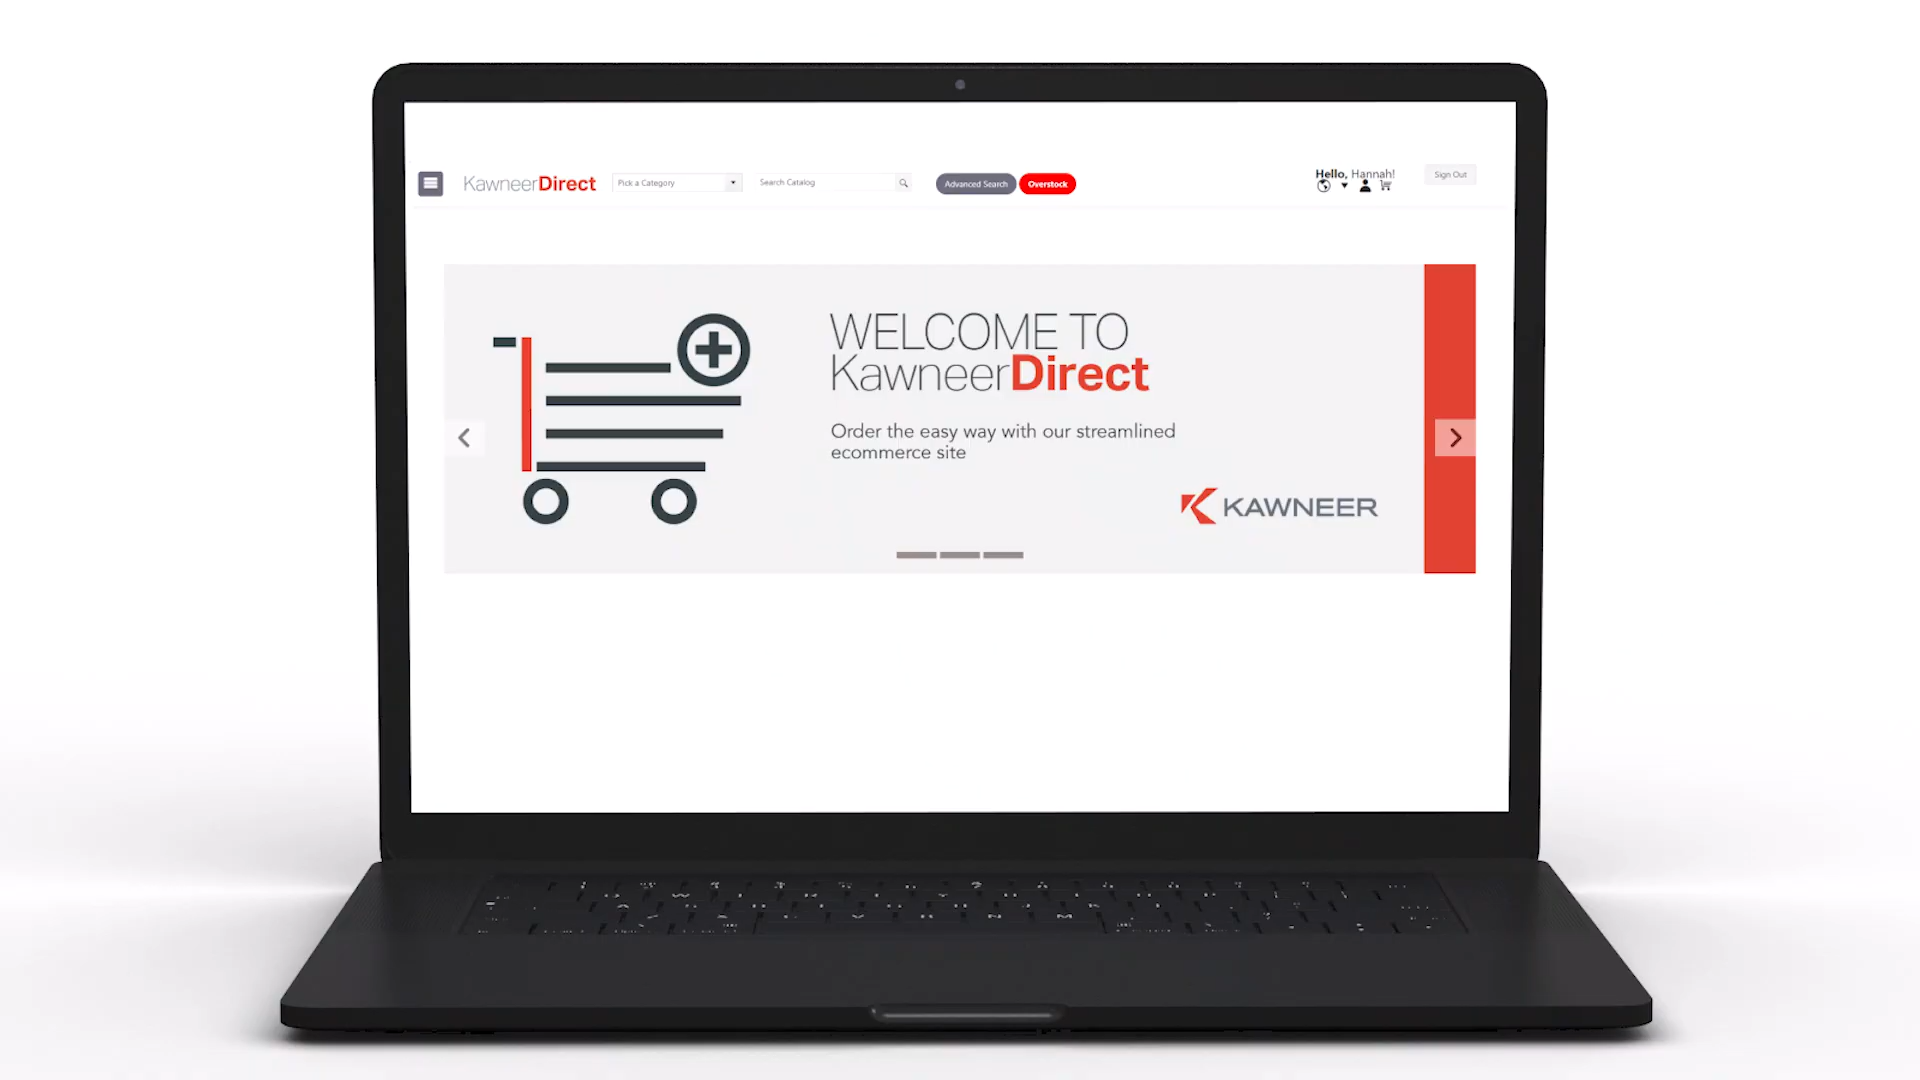 KawneerDirect
Pick a Category
Search Catalog
Advanced Search
Overstock
Hello, Hannah!
Sign Out
WELCOME TO
KawneerDirect
Order the easy way with our streamlined
ecommerce site
KAWNEER